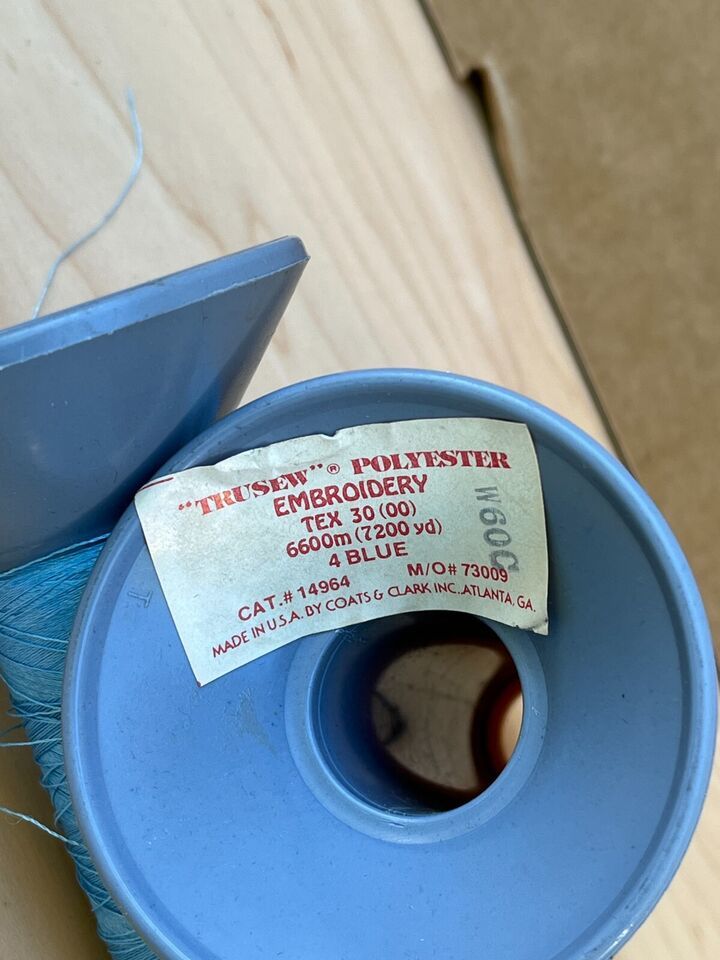 "TRUSEW"® POLYESTER
EMBROIDERY
TEX 30 (00)
6600m (7200 yd)
4 BLUE
CAT.# 14964 M/O# 73009
MADE IN U.S.A. BY COATS & CLARK INC., ATLANTA, GA.
W60C